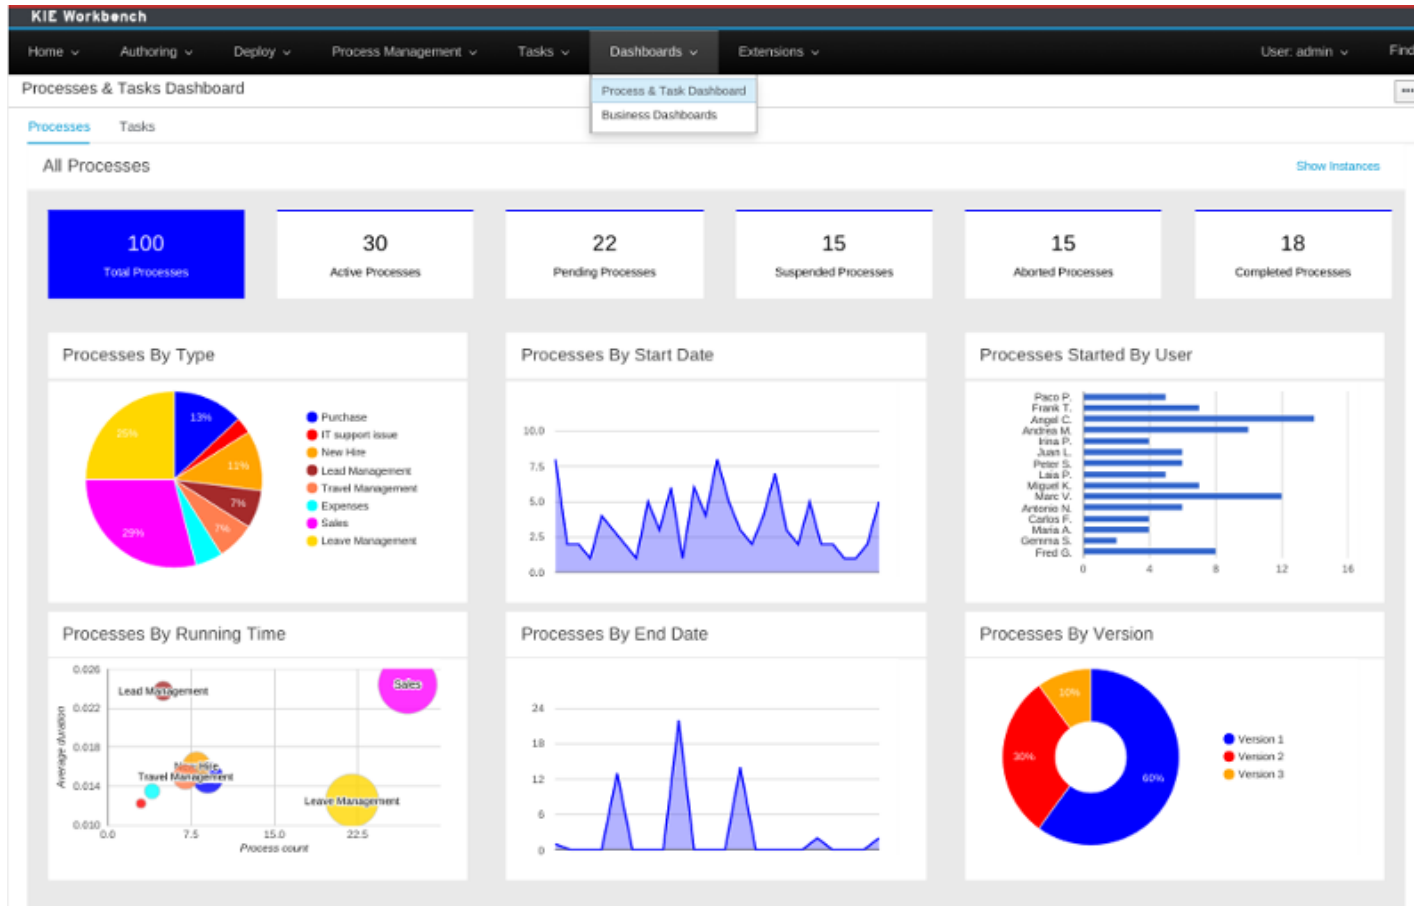 KIE Workbench
Home Authoring Deploy Process Management Tasks Dashboards Extensions User: admin Find
Processes & Tasks Dashboard
Process & Task Dashboard
Business Dashboards
Processes Tasks
All Processes Show Instances
100 30 22 15 15 18
Total Processes Active Processes Pending Processes Suspended Processes Aborted Processes Completed Processes
Processes By Type
13%
25%
11%
7%
7%
29%
Purchase
IT support issue
New Hire
Lead Management
Travel Management
Expenses
Sales
Leave Management
Processes By Start Date
10.0
7.5
5.0
2.5
0.0
Processes Started By User
Paco P.
Frank T.
Angel C.
Andrea M.
Irina P.
Juan L.
Peter S.
Laia P.
Miguel K.
Marc V.
Antonio N.
Carlos F.
Maria A.
Gemma S.
Fred G.
0 4 8 12 16
Processes By Running Time
Average duration
0.026
0.022
0.018
0.014
0.010
Lead Management
Sales
New Hire
Travel Management
Leave Management
0.0 7.5 15.0 22.5
Process count
Processes By End Date
24
18
12
6
0
Processes By Version
10%
30%
60%
Version 1
Version 2
Version 3